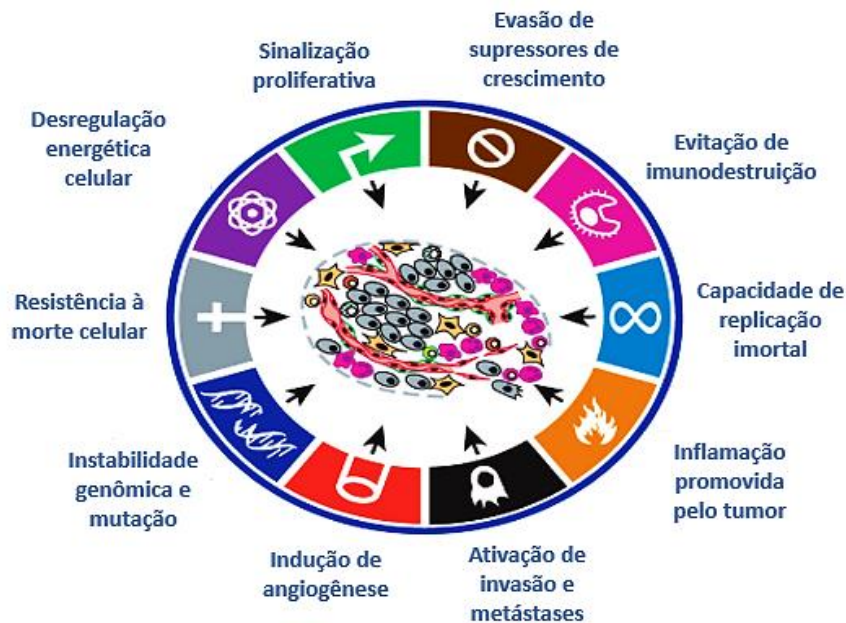 Sinalização
proliferativa
Evasão de
supressores de
crescimento
Desregulação
energética
celular
Evitação de
imunodestruição
Resistência à
morte celular
Capacidade de
replicação
imortal
Instabilidade
genômica e
mutação
Inflamação
promovida
pelo tumor
Indução de
angiogênese
Ativação de
invasão e
metástases